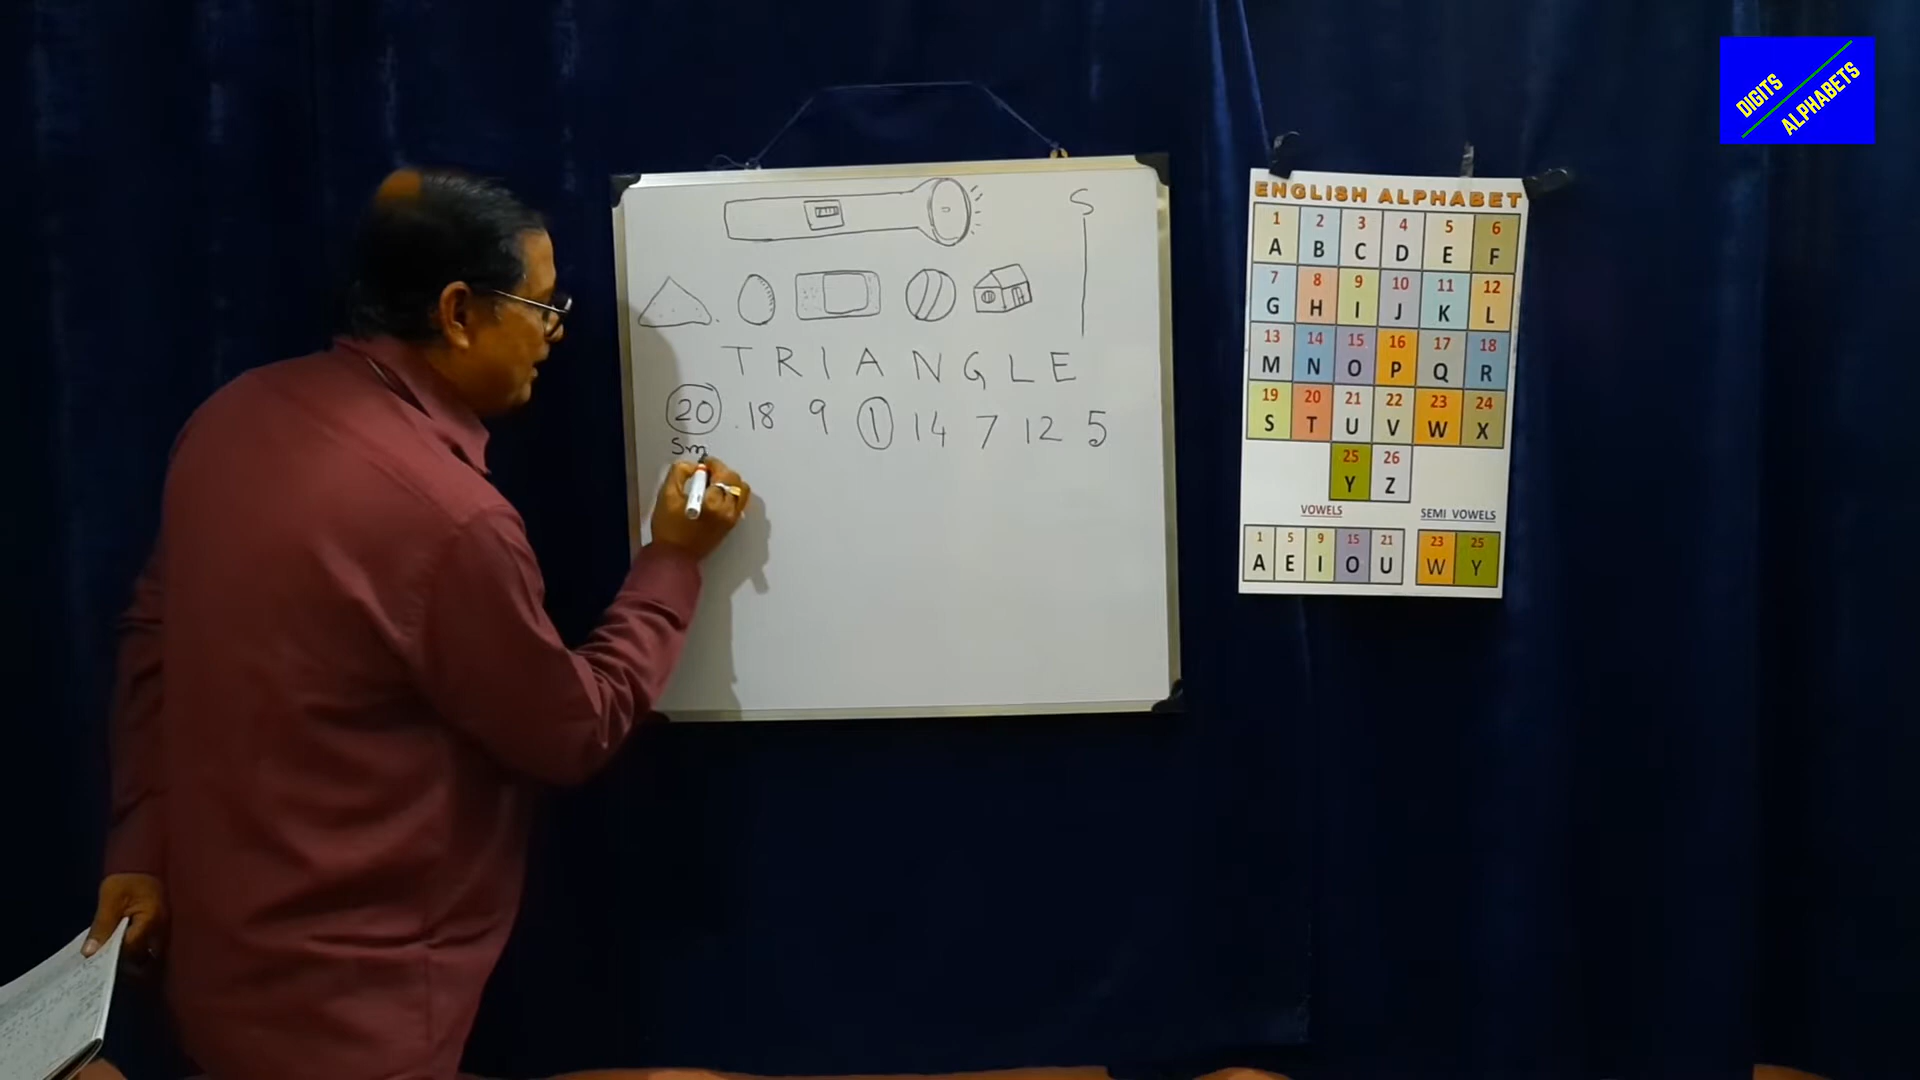 DIGITS
ALPHABETS
S
TRIANGLE
20 18 9 1 14 7 12 5
Sm
ENGLISH ALPHABET
1 2 3 4 5 6
A B C D E F
7 8 9 10 11 12
G H I J K L
13 14 15 16 17 18
M N O P Q R
19 20 21 22 23 24
S T U V W X
25 26
Y Z
VOWELS SEMI VOWELS
1 5 9 15 21 23 25
A E I O U W Y